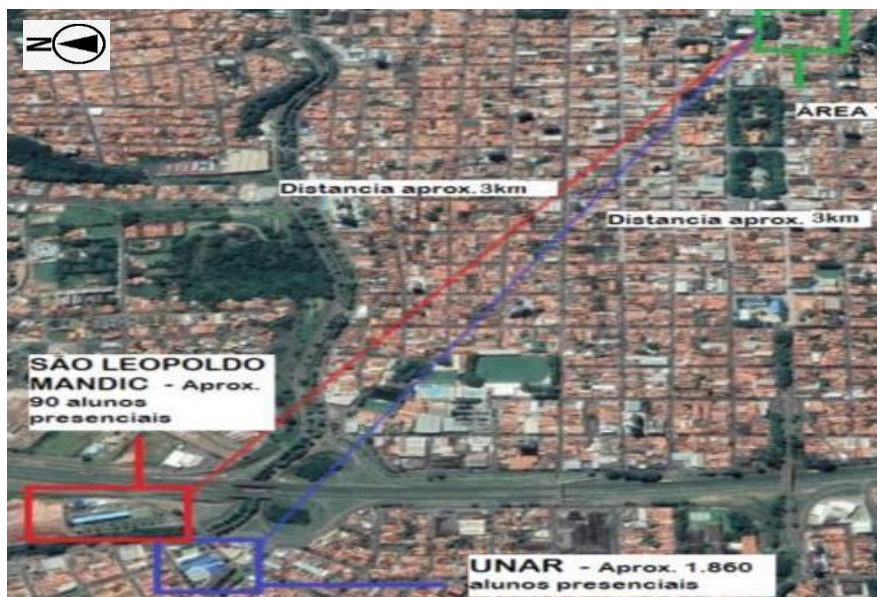 N
ÁREA
Distancia aprox. 3km
Distancia aprox. 3km
SÃO LEOPOLDO
MANDIC - Aprox.
90 alunos
presenciais
UNAR - Aprox. 1.860
alunos presenciais